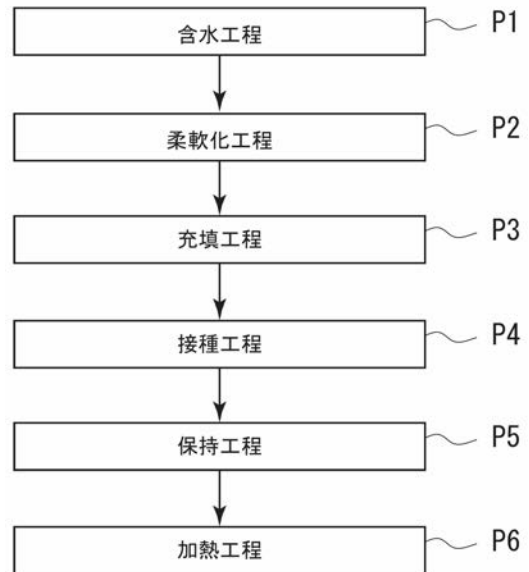 含水工程 P1
柔軟化工程 P2
充填工程 P3
接種工程 P4
保持工程 P5
加熱工程 P6